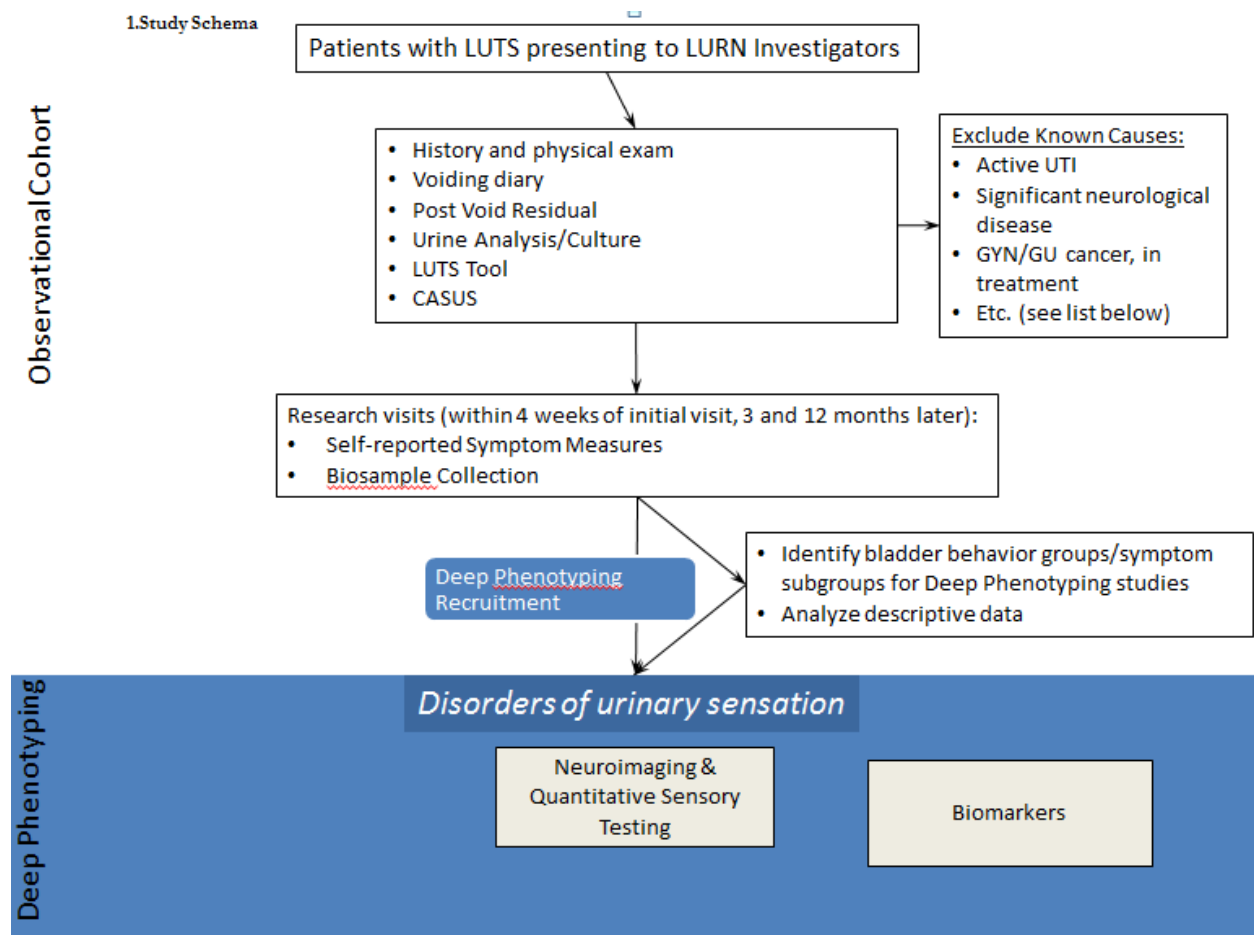 1.Study Schema
Patients with LUTS presenting to LURN Investigators
Observational Cohort
• History and physical exam
• Voiding diary
• Post Void Residual
• Urine Analysis/Culture
• LUTS Tool
• CASUS
Exclude Known Causes:
• Active UTI
• Significant neurological
disease
• GYN/GU cancer, in
treatment
• Etc. (see list below)
Research visits (within 4 weeks of initial visit, 3 and 12 months later):
• Self-reported Symptom Measures
• Biosample Collection
Deep Phenotyping
Recruitment
• Identify bladder behavior groups/symptom
subgroups for Deep Phenotyping studies
• Analyze descriptive data
Deep Phenotyping
Disorders of urinary sensation
Neuroimaging &
Quantitative Sensory
Testing
Biomarkers